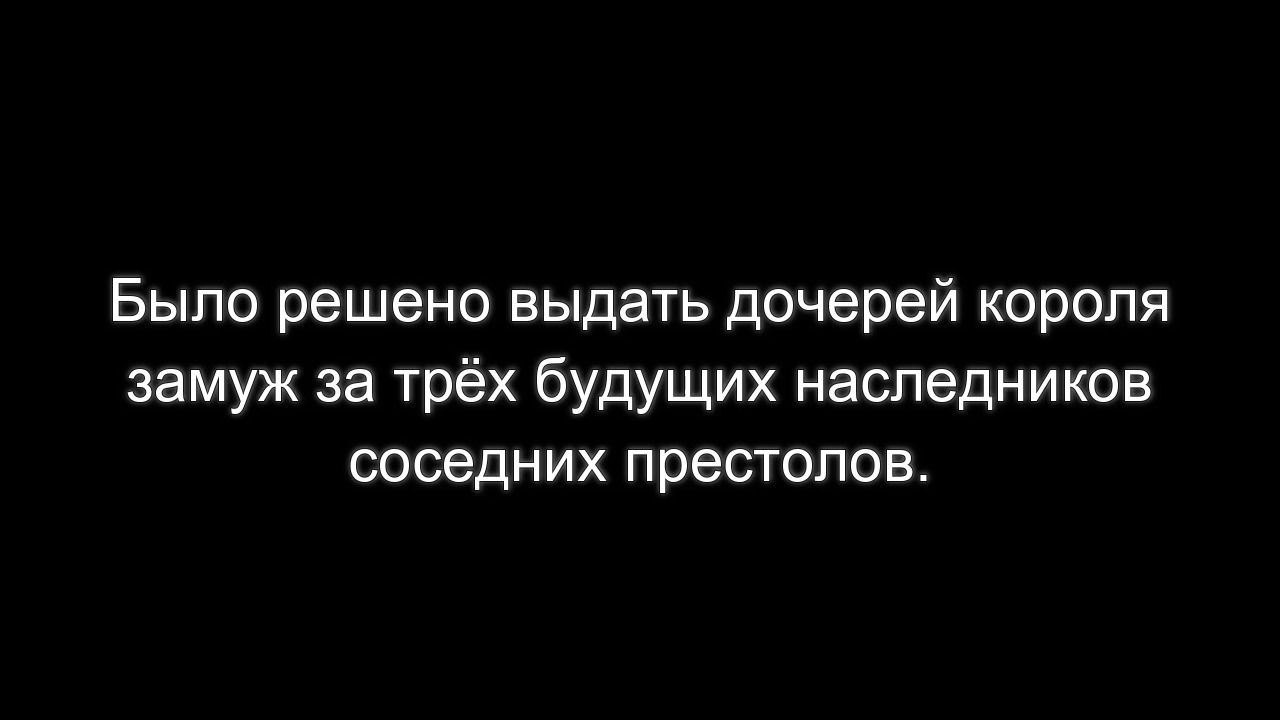 Было решено выдать дочерей короля
замуж за трёх будущих наследников
соседних престолов.